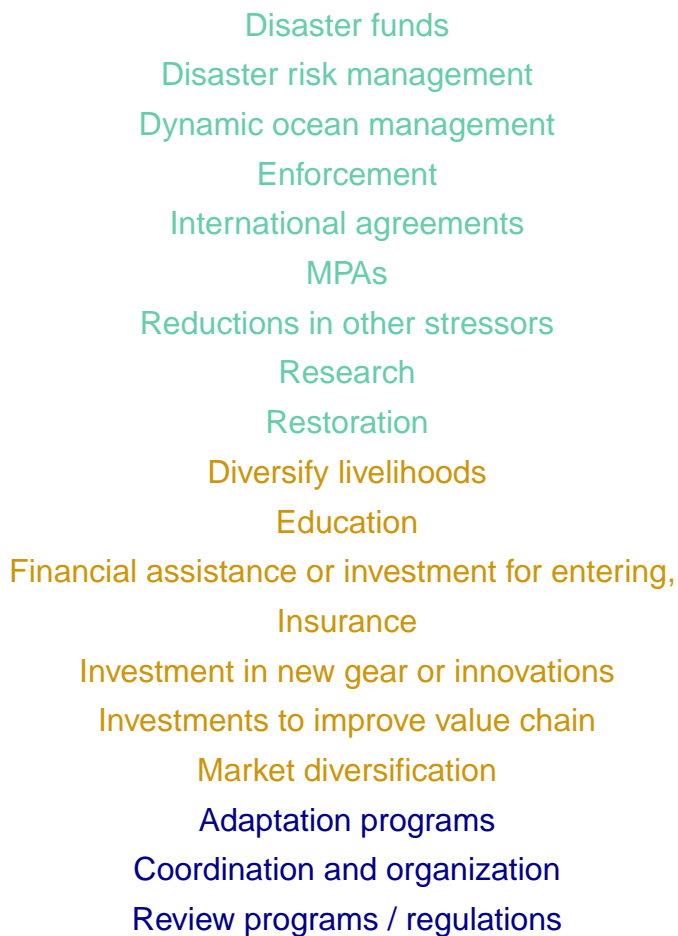 Disaster funds
Disaster risk management
Dynamic ocean management
Enforcement
International agreements
MPAs
Reductions in other stressors
Research
Restoration
Diversify livelihoods
Education
Financial assistance or investment for entering,
Insurance
Investment in new gear or innovations
Investments to improve value chain
Market diversification
Adaptation programs
Coordination and organization
Review programs / regulations